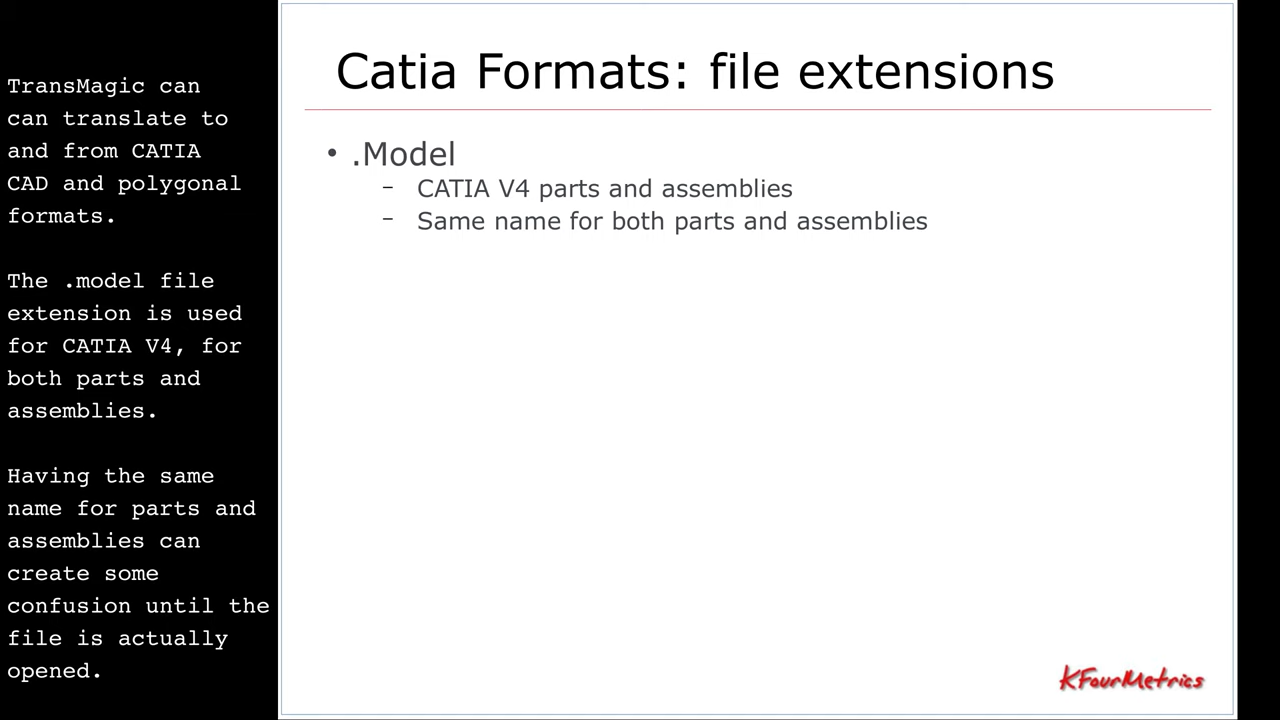 TransMagic can
can translate to
and from CATIA
CAD and polygonal
formats.
The .model file
extension is used
for CATIA V4, for
both parts and
assemblies.
Having the same
name for parts and
assemblies can
create some
confusion until the
file is actually
opened.
Catia Formats: file extensions
• .Model
– CATIA V4 parts and assemblies
– Same name for both parts and assemblies
KFourMetrics